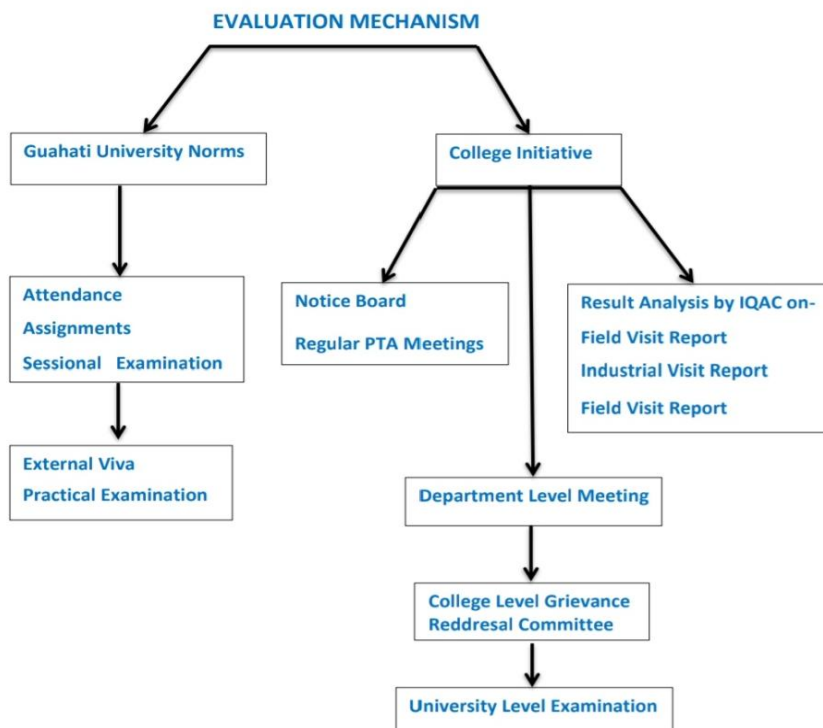 EVALUATION MECHANISM
Guahati University Norms
College Initiative
Attendance
Assignments
Sessional Examination
Notice Board
Regular PTA Meetings
Result Analysis by IQAC on-
Field Visit Report
Industrial Visit Report
Field Visit Report
External Viva
Practical Examination
Department Level Meeting
College Level Grievance
Reddresal Committee
University Level Examination